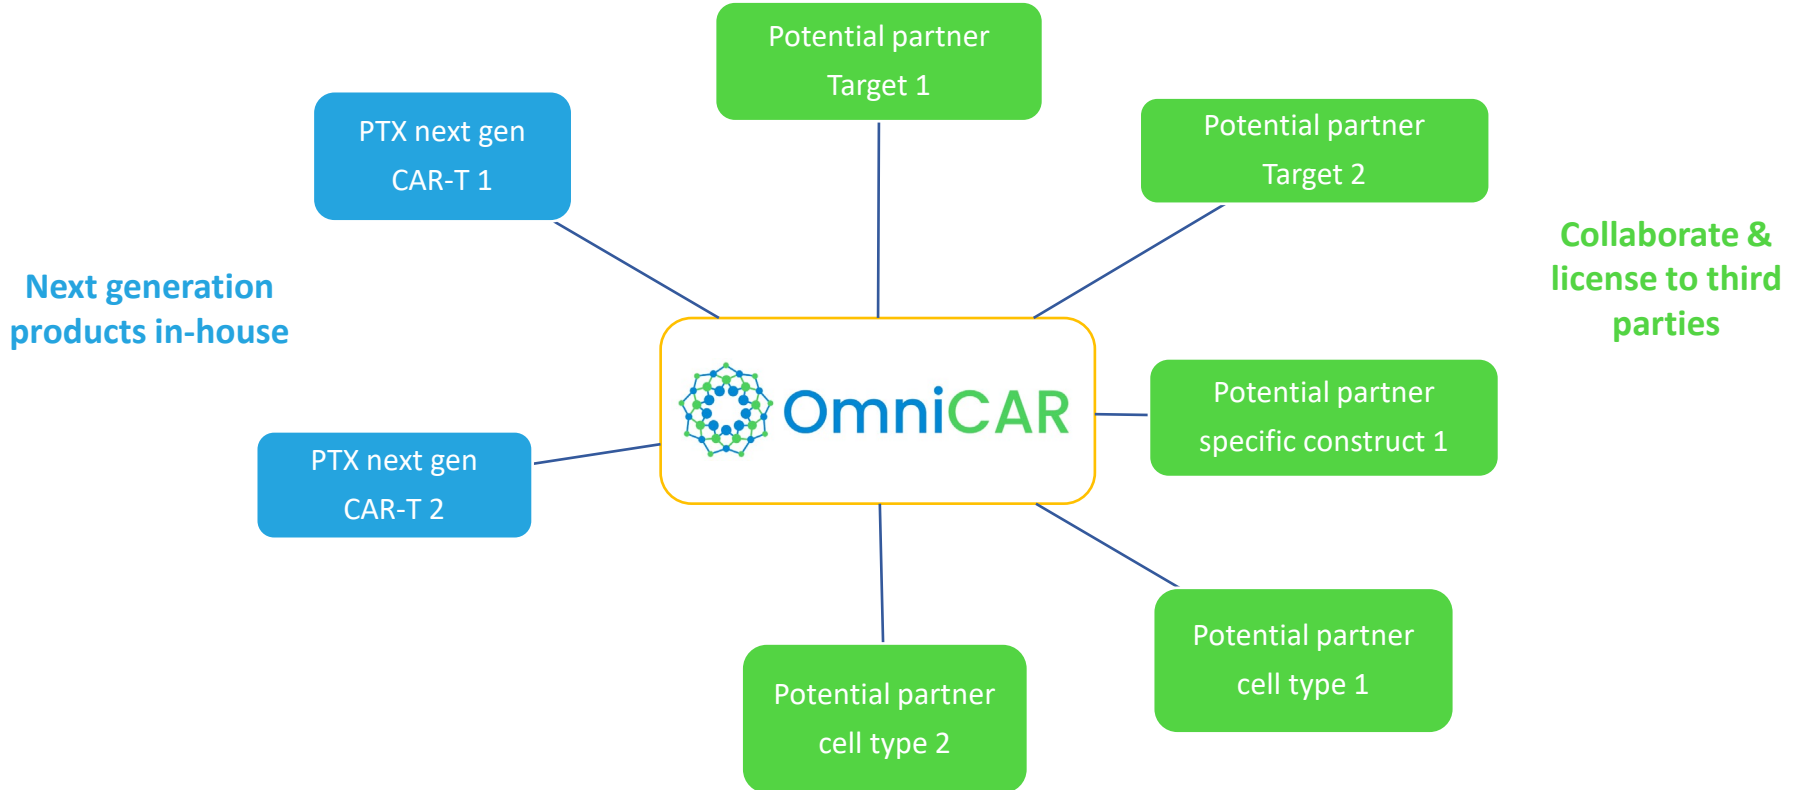 Potential partner
Target 1
PTX next gen
CAR-T 1
Potential partner
Target 2
Collaborate &
license to third
parties
Next generation
products in-house
OmniCAR
Potential partner
specific construct 1
PTX next gen
CAR-T 2
Potential partner
cell type 1
Potential partner
cell type 2